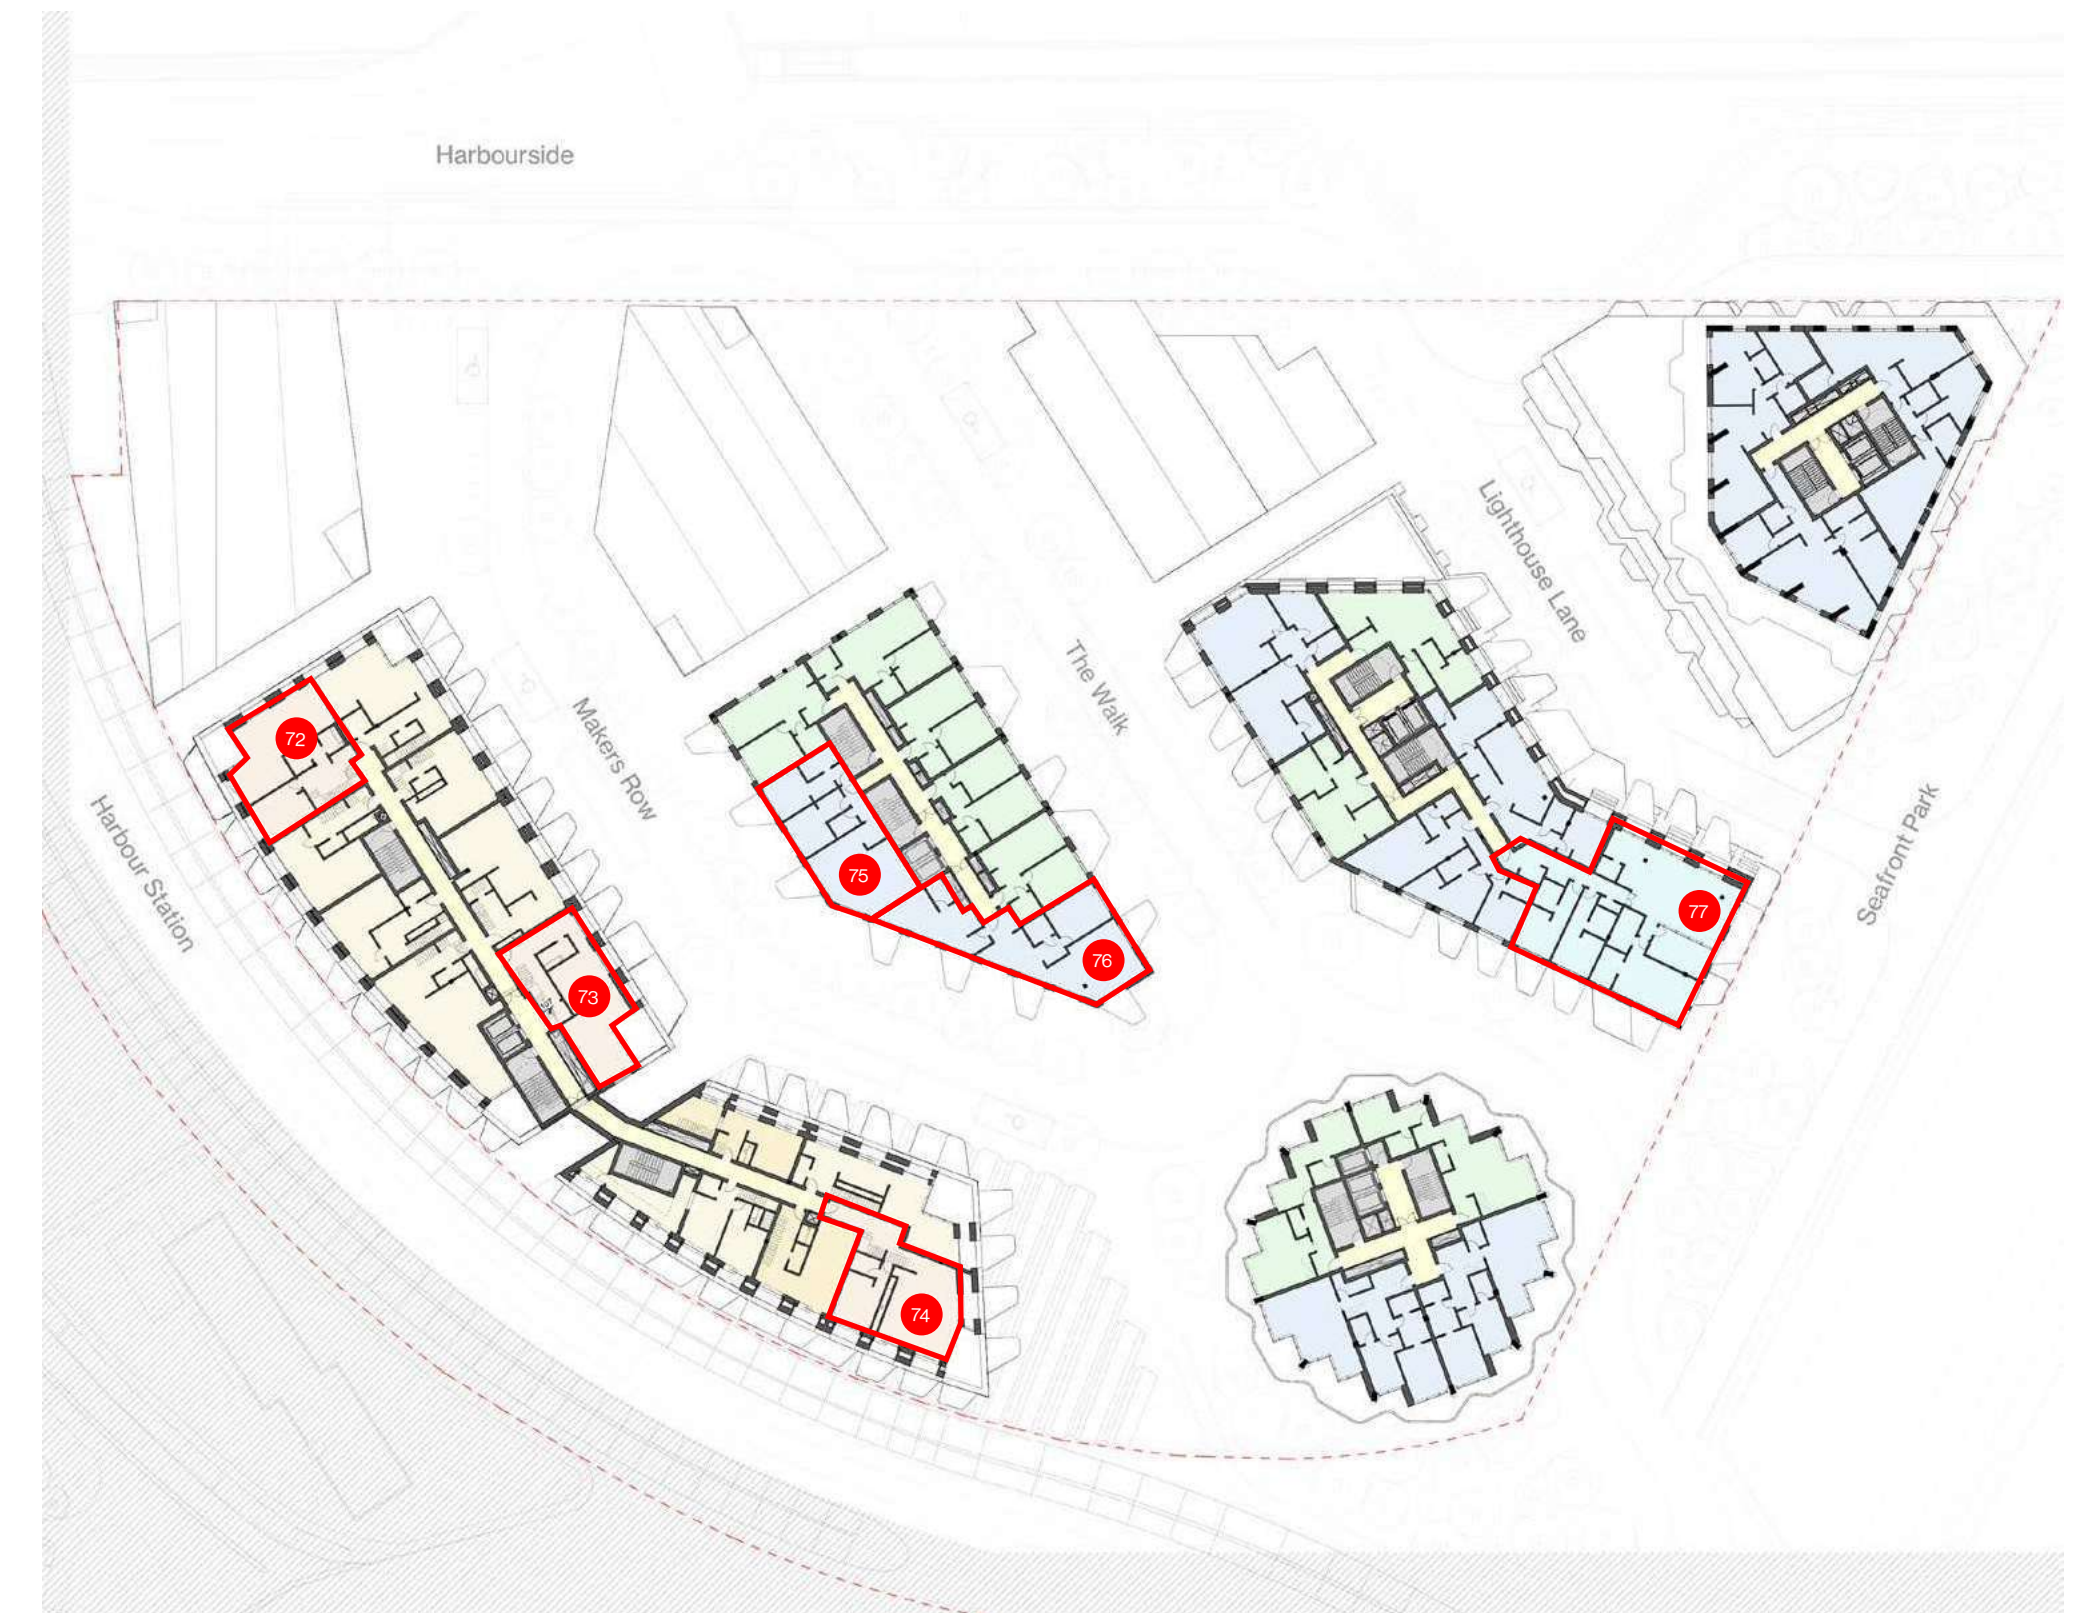 Harbourside
Lighthouse Lane
The Walk
Makers Row
72
Harbour Station
Seafront Park
75
77
76
73
74